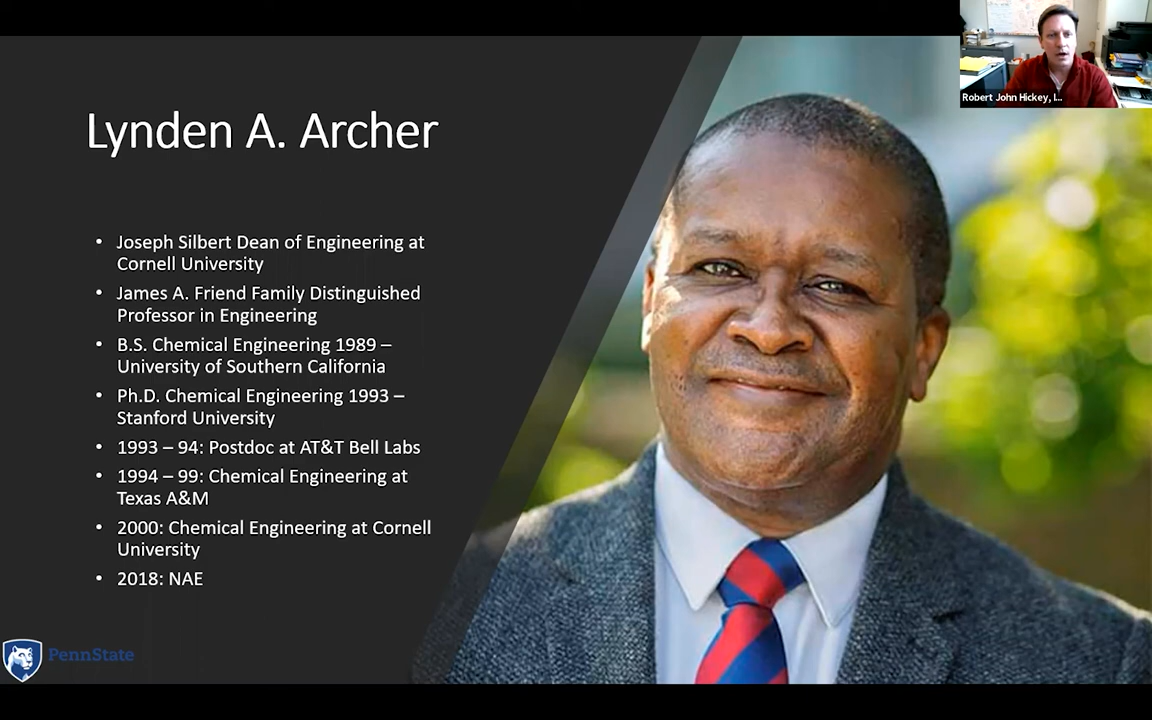 Robert John Hickey, I...
Lynden A. Archer
• Joseph Silbert Dean of Engineering at
Cornell University
• James A. Friend Family Distinguished
Professor in Engineering
• B.S. Chemical Engineering 1989 –
University of Southern California
• Ph.D. Chemical Engineering 1993 –
Stanford University
• 1993 – 94: Postdoc at AT&T Bell Labs
• 1994 – 99: Chemical Engineering at
Texas A&M
• 2000: Chemical Engineering at Cornell
University
• 2018: NAE
PennState